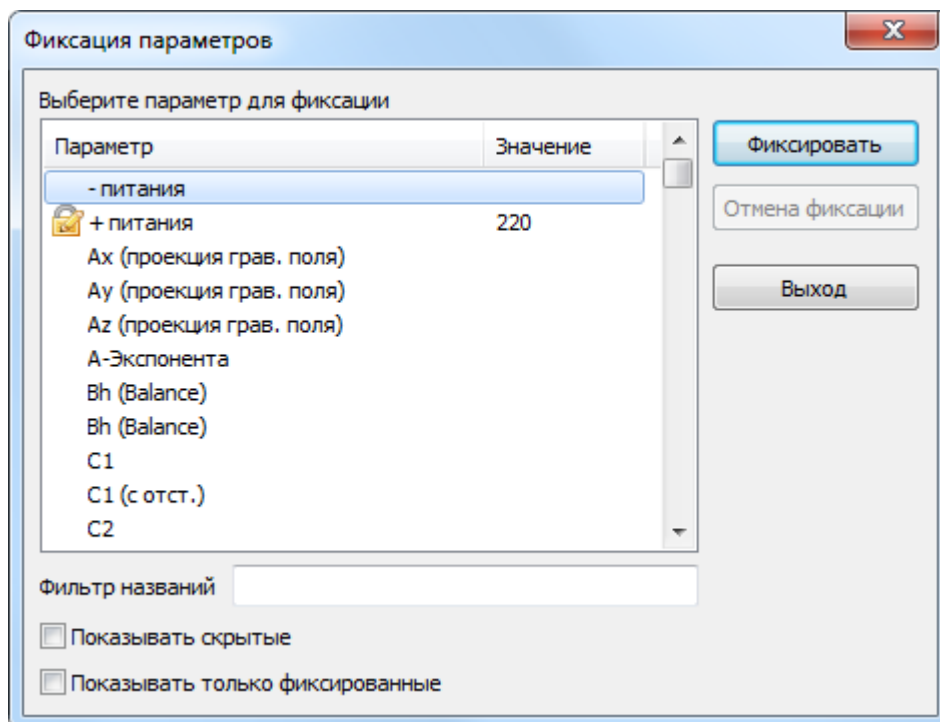 Фиксация параметров
Выберите параметр для фиксации
Параметр Значение
- питания
+ питания 220
Ax (проекция грав. поля)
Ay (проекция грав. поля)
Az (проекция грав. поля)
А-Экспонента
Bh (Balance)
Bh (Balance)
C1
C1 (с отст.)
C2
Фиксировать
Отмена фиксации
Выход
Фильтр названий
Показывать скрытые
Показывать только фиксированные